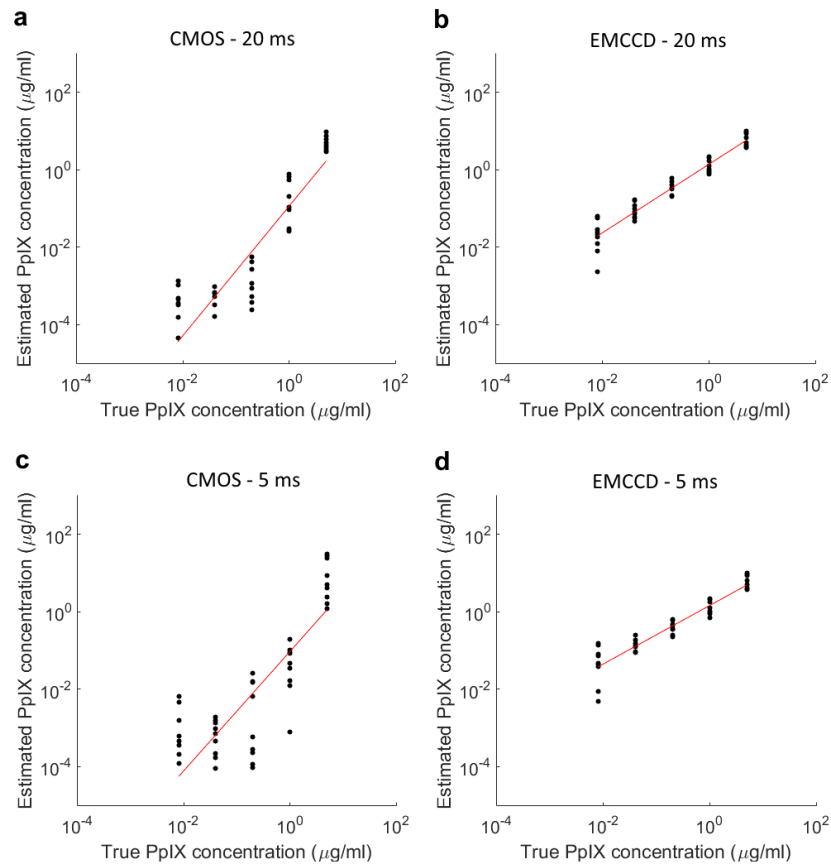 a
CMOS - 20 ms
Estimated PpIX concentration (μg/ml)
10^2
10^0
10^-2
10^-4
10^-4 10^-2 10^0 10^2
True PpIX concentration (μg/ml)
b
EMCCD - 20 ms
Estimated PpIX concentration (μg/ml)
10^2
10^0
10^-2
10^-4
10^-4 10^-2 10^0 10^2
True PpIX concentration (μg/ml)
c
CMOS - 5 ms
Estimated PpIX concentration (μg/ml)
10^2
10^0
10^-2
10^-4
10^-4 10^-2 10^0 10^2
True PpIX concentration (μg/ml)
d
EMCCD - 5 ms
Estimated PpIX concentration (μg/ml)
10^2
10^0
10^-2
10^-4
10^-4 10^-2 10^0 10^2
True PpIX concentration (μg/ml)